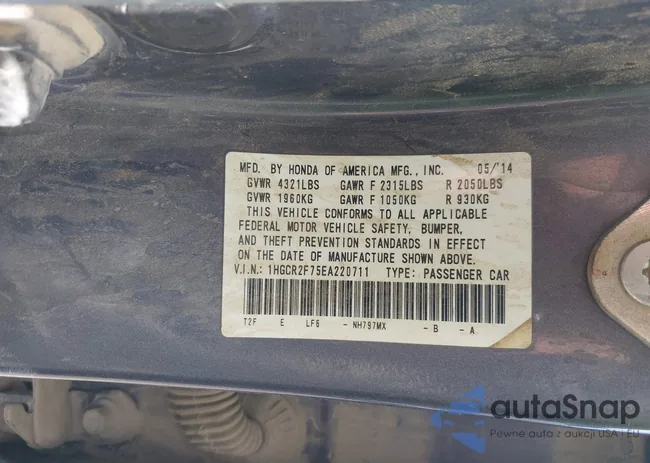 MFD. BY HONDA OF AMERICA MFG., INC. 05/'14
GVWR 4321LBS GAWR F 2315LBS R 2050LBS
GVWR 1960KG GAWR F 1050KG R 930KG
THIS VEHICLE CONFORMS TO ALL APPLICABLE
FEDERAL MOTOR VEHICLE SAFETY, BUMPER,
AND THEFT PREVENTION STANDARDS IN EFFECT
ON THE DATE OF MANUFACTURE SHOWN ABOVE.
V.I.N.: 1HGCR2F75EA220711 TYPE: PASSENGER CAR
T2F E LF6 - NH797MX - B - A
autaSnap
Pewne auta z aukcji USA i EU